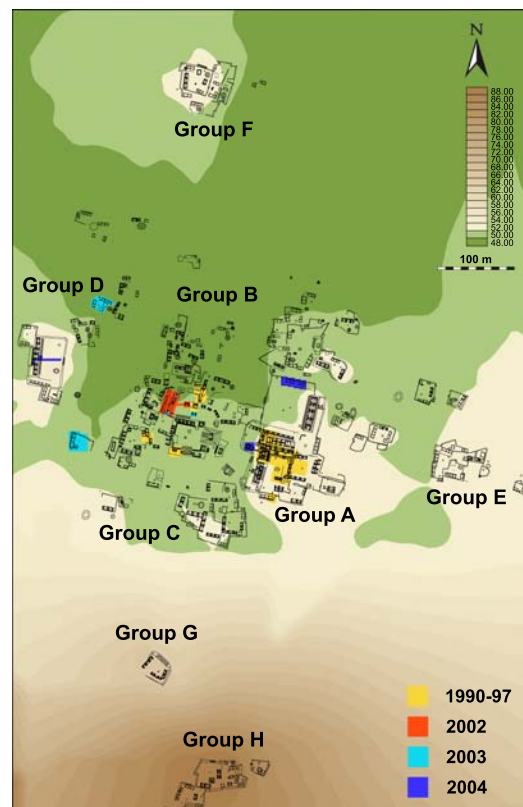 N
88.00
86.00
84.00
82.00
80.00
78.00
76.00
74.00
72.00
70.00
68.00
66.00
64.00
62.00
60.00
58.00
56.00
54.00
52.00
50.00
48.00
100 m
Group F
Group D
Group B
Group E
Group A
Group C
Group G
Group H
1990-97
2002
2003
2004